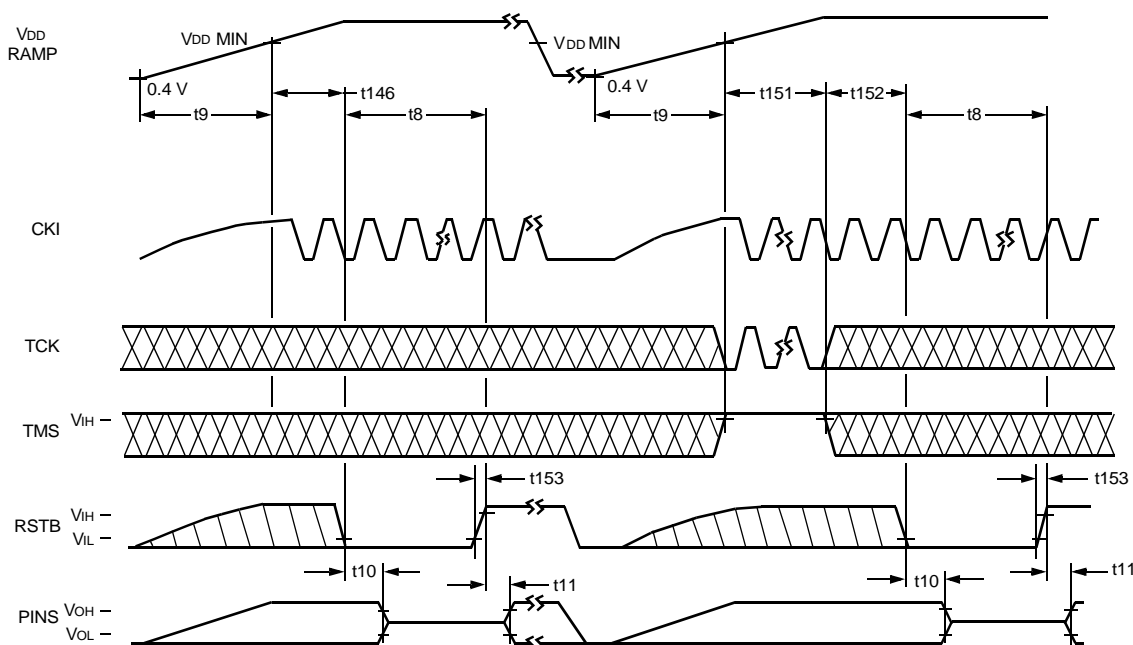 VDD RAMP
VDD MIN
VDD MIN
0.4 V
0.4 V
t146
t151
t152
t9
t8
t9
t8
CKI
TCK
TMS
VIH
t153
t153
RSTB
VIH
VIL
t10
t11
t10
t11
PINS
VOH
VOL